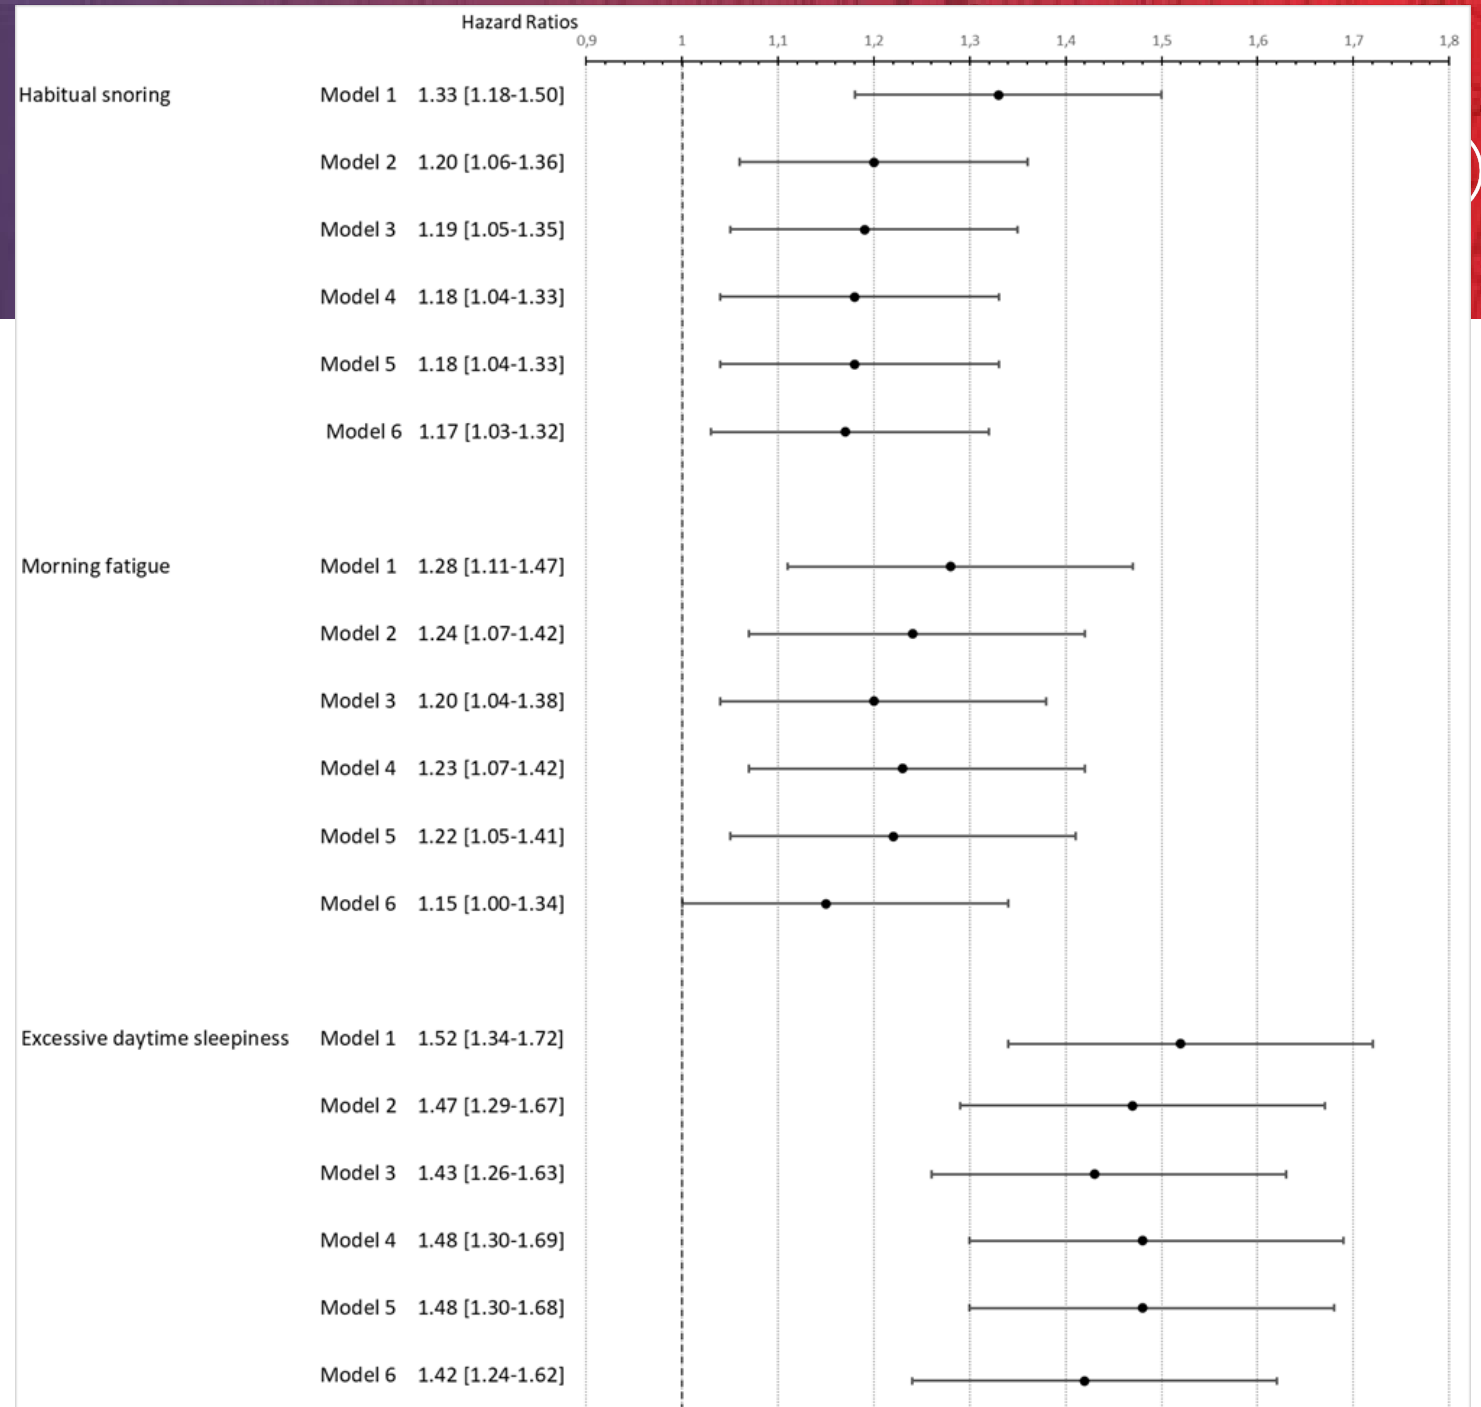 Hazard Ratios
0,9 1 1,1 1,2 1,3 1,4 1,5 1,6 1,7 1,8
Habitual snoring Model 1 1.33 [1.18-1.50]
Model 2 1.20 [1.06-1.36]
Model 3 1.19 [1.05-1.35]
Model 4 1.18 [1.04-1.33]
Model 5 1.18 [1.04-1.33]
Model 6 1.17 [1.03-1.32]
Morning fatigue Model 1 1.28 [1.11-1.47]
Model 2 1.24 [1.07-1.42]
Model 3 1.20 [1.04-1.38]
Model 4 1.23 [1.07-1.42]
Model 5 1.22 [1.05-1.41]
Model 6 1.15 [1.00-1.34]
Excessive daytime sleepiness Model 1 1.52 [1.34-1.72]
Model 2 1.47 [1.29-1.67]
Model 3 1.43 [1.26-1.63]
Model 4 1.48 [1.30-1.69]
Model 5 1.48 [1.30-1.68]
Model 6 1.42 [1.24-1.62]